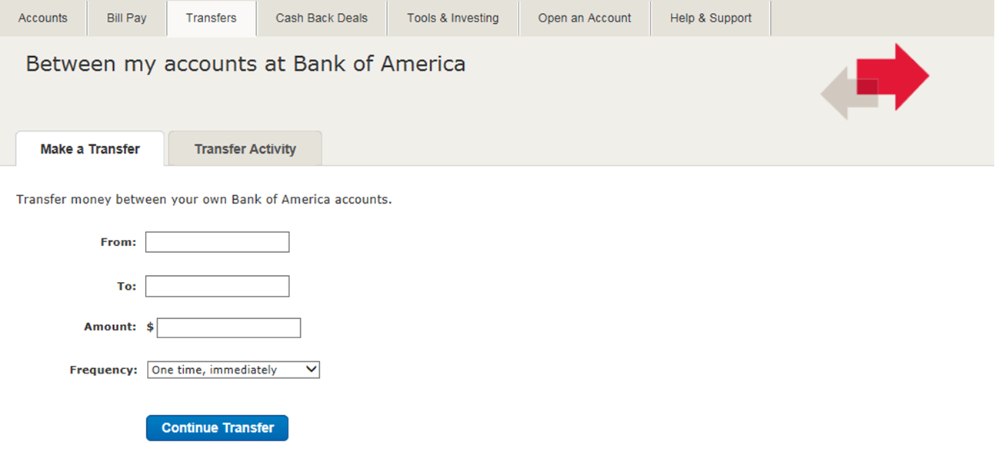 Accounts Bill Pay Transfers Cash Back Deals Tools & Investing Open an Account Help & Support
Between my accounts at Bank of America
Make a Transfer Transfer Activity
Transfer money between your own Bank of America accounts.
From:
To:
Amount: $
Frequency: One time, immediately
Continue Transfer